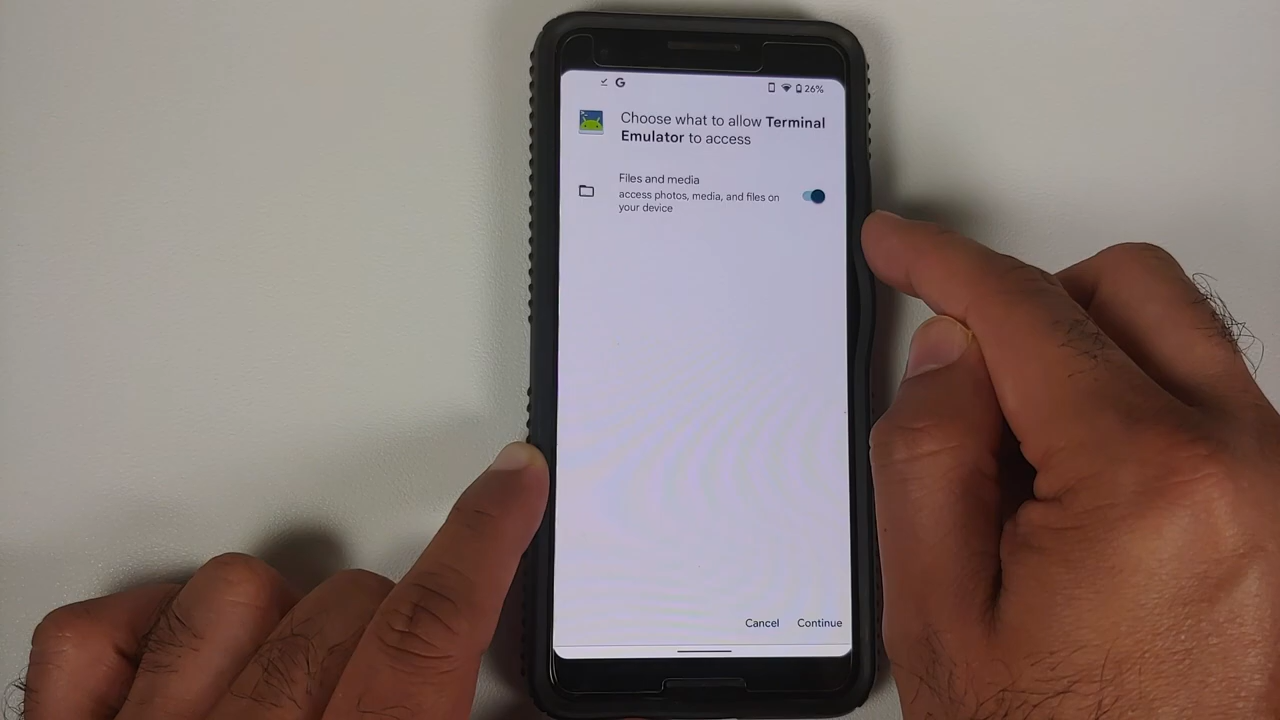 G 26%
Choose what to allow Terminal
Emulator to access
Files and media
access photos, media, and files on
your device
Cancel Continue